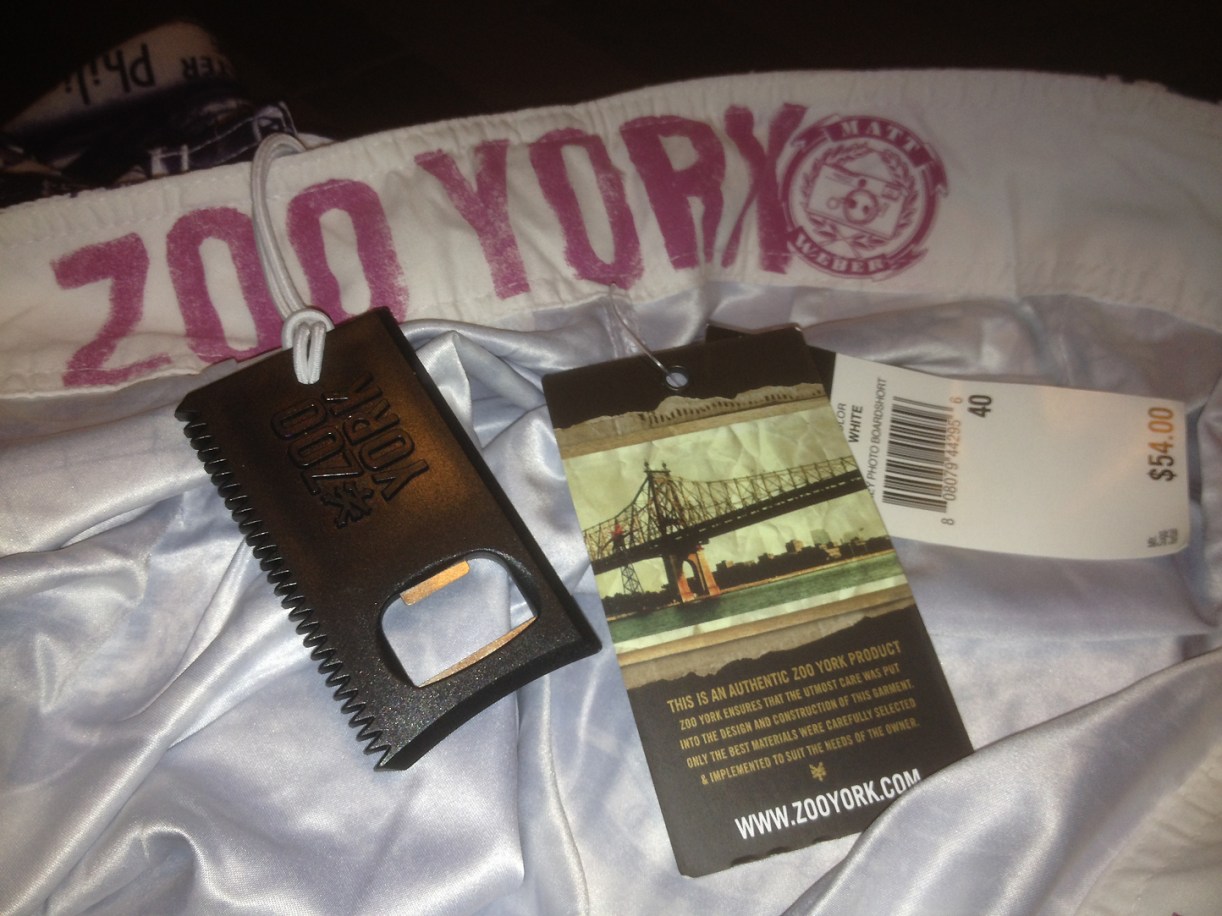 Phili
ZOO YORK
MATT
WEBER
ZOO
YORK
THIS IS AN AUTHENTIC ZOO YORK PRODUCT
ZOO YORK ENSURES THAT THE UTMOST CARE WAS PUT
INTO THE DESIGN AND CONSTRUCTION OF THIS GARMENT.
ONLY THE BEST MATERIALS WERE CAREFULLY SELECTED
& IMPLEMENTED TO SUIT THE NEEDS OF THE OWNER.
WWW.ZOOYORK.COM
PHOTO BOARDSHORT
WHITE
40
$54.00